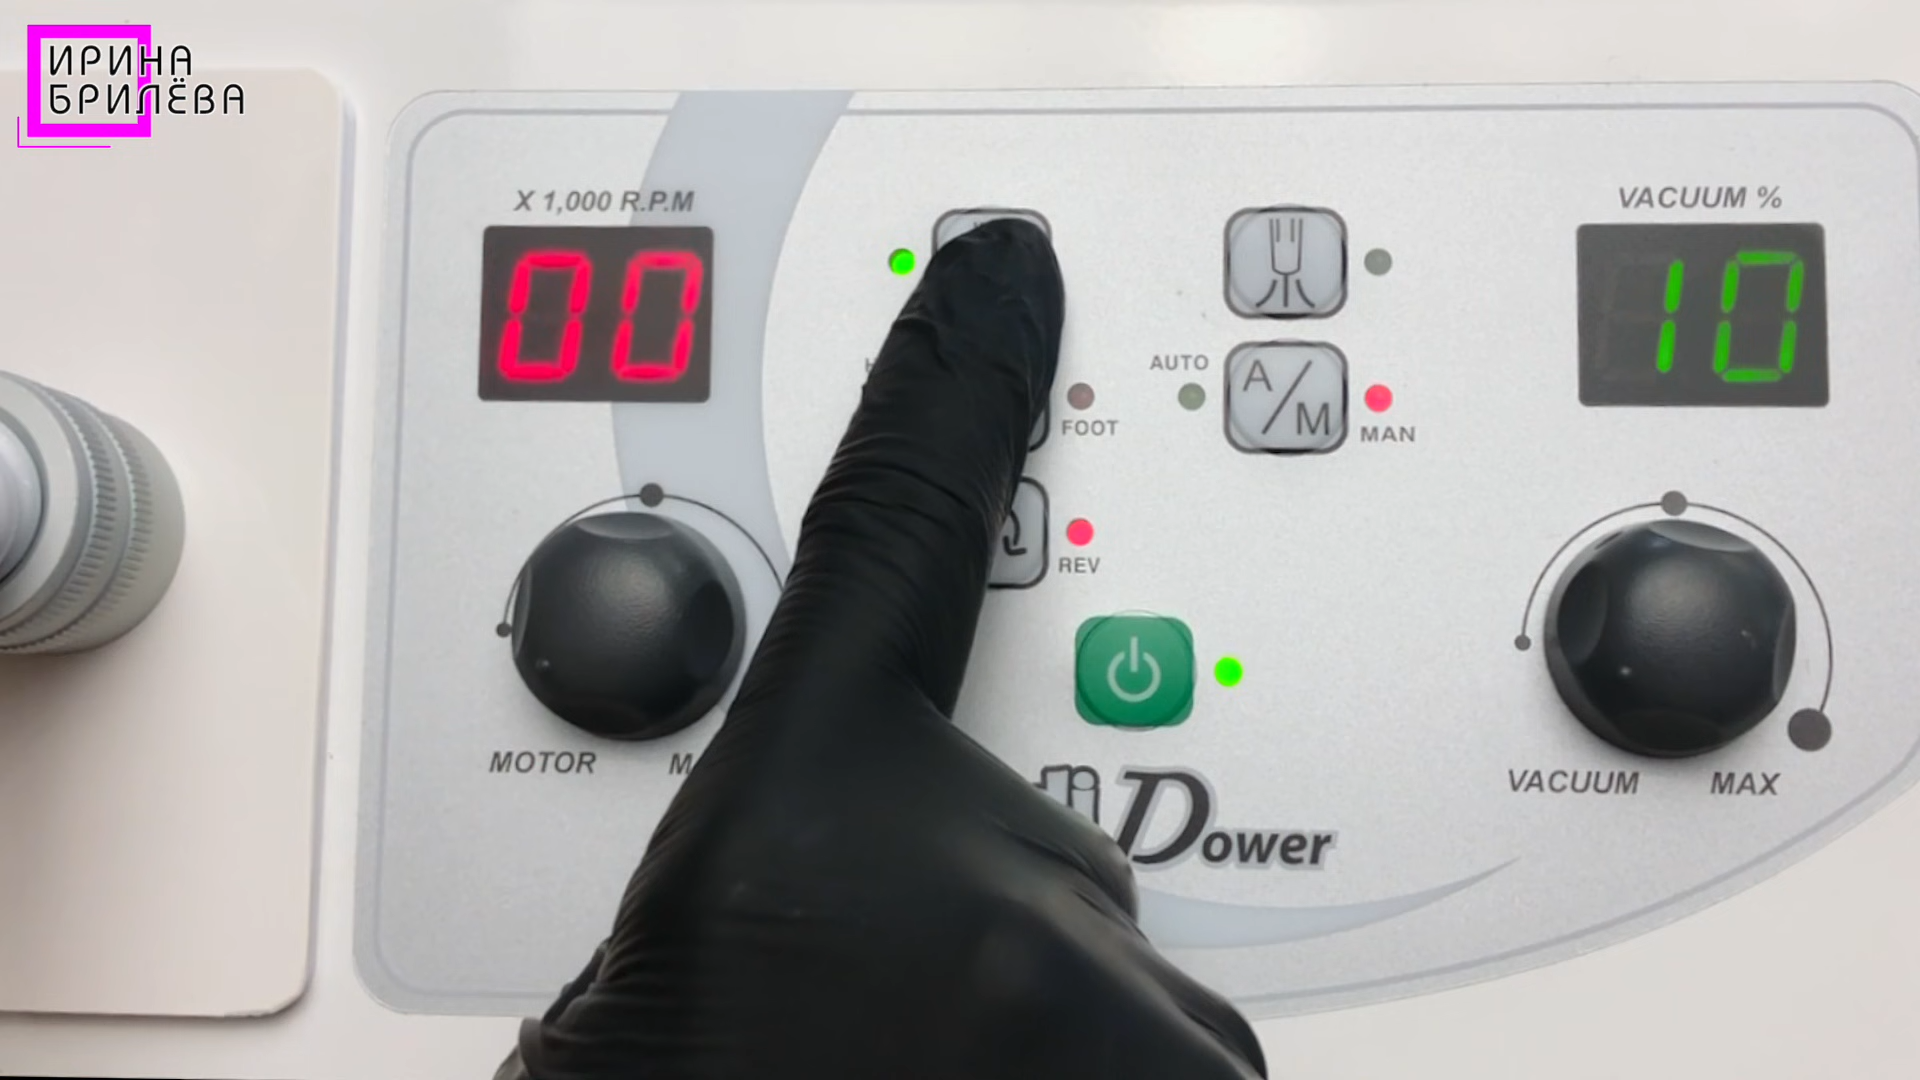 ИРИНА
БРИЛЁВА
X 1,000 R.P.M
00
VACUUM %
10
AUTO
A/M
MAN
FOOT
REV
MOTOR
VACUUM
MAX
Dower